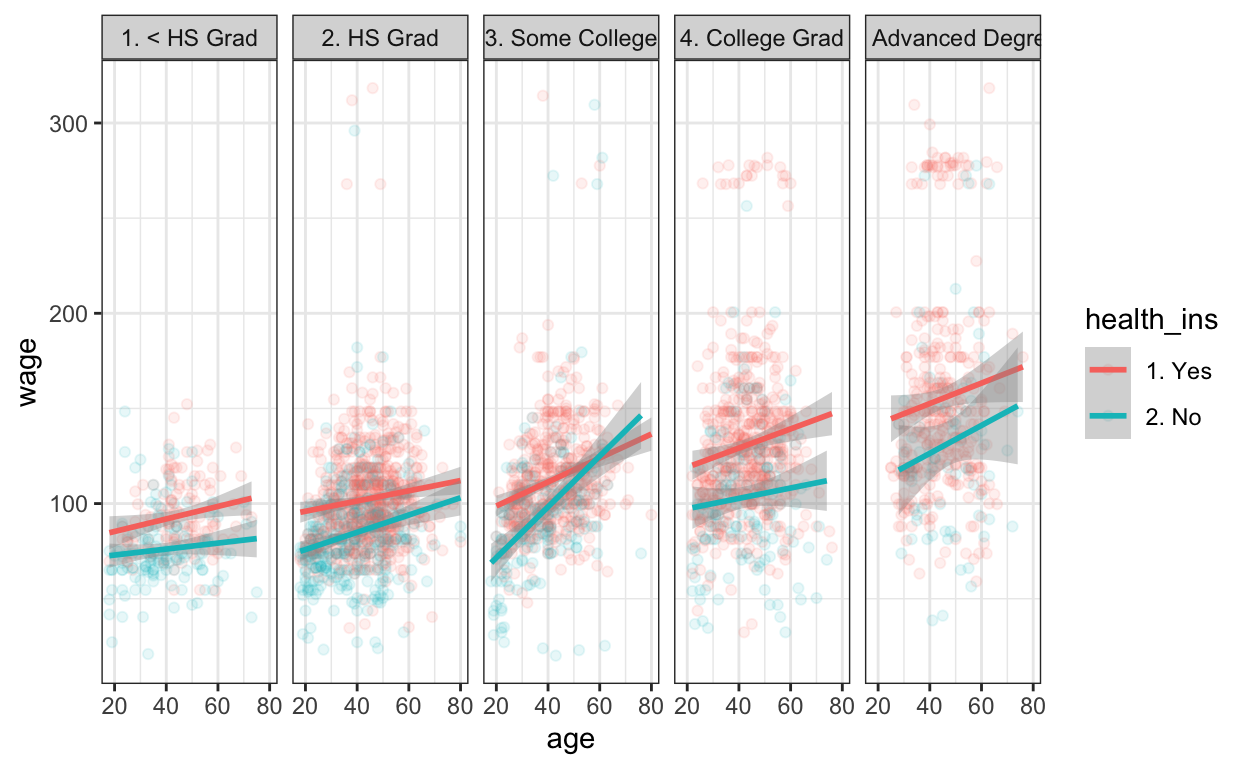 1. < HS Grad
2. HS Grad
3. Some College
4. College Grad
Advanced
300
200
100
wage
20 40 60 80
20 40 60 80
20 40 60 80
20 40 60 80
20 40 60 80
age
health_ins
1. Yes
2. No